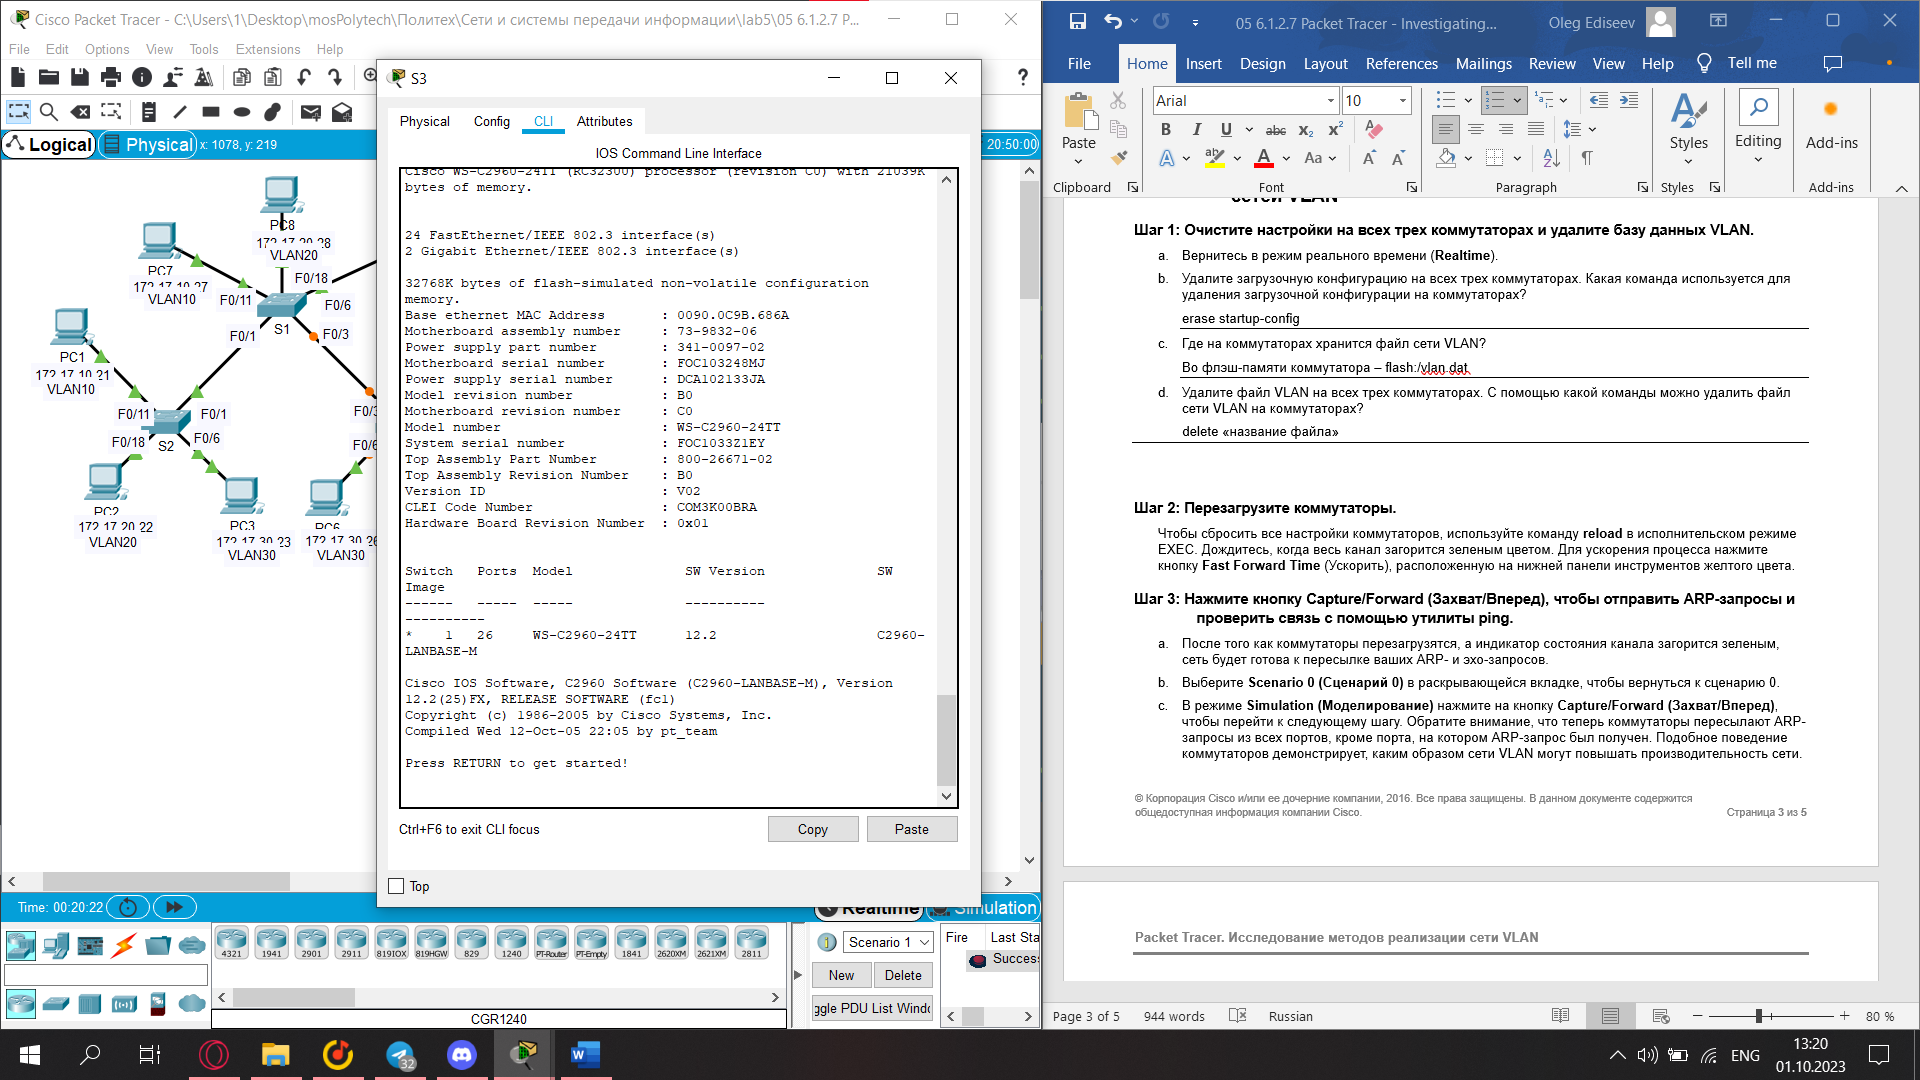 Cisco Packet Tracer - C:\Users\1\Desktop\mosPolytech\Политех\Сети и системы передачи информации\lab5\05 6.1.2.7 P...
File Edit Options View Tools Extensions Help
Logical Physical x: 1078, y: 219
20:50:00
PC8
172.17.20.28
VLAN20
PC7
172.17.10.27
VLAN10
F0/11
F0/18
F0/6
S1
F0/1
F0/3
PC1
172.17.10.21
VLAN10
F0/11
F0/1
F0/18
F0/6
S2
F0/3
F0/6
PC2
172.17.20.22
VLAN20
PC3
172.17.30.23
VLAN30
PC6
172.17.30.26
VLAN30
S3
Physical Config CLI Attributes
IOS Command Line Interface
Cisco WS-C2960-24TT (RC32300) processor (revision C0) with 21039K
bytes of memory.
24 FastEthernet/IEEE 802.3 interface(s)
2 Gigabit Ethernet/IEEE 802.3 interface(s)
32768K bytes of flash-simulated non-volatile configuration
memory.
Base ethernet MAC Address : 0090.0C9B.686A
Motherboard assembly number : 73-9832-06
Power supply part number : 341-0097-02
Motherboard serial number : FOC103248MJ
Power supply serial number : DCA102133JA
Model revision number : B0
Motherboard revision number : C0
Model number : WS-C2960-24TT
System serial number : FOC1033Z1EY
Top Assembly Part Number : 800-26671-02
Top Assembly Revision Number : B0
Version ID : V02
CLEI Code Number : COM3K00BRA
Hardware Board Revision Number : 0x01
Switch Ports Model SW Version SW
Image
------ ----- ----- ----------
----------
* 1 26 WS-C2960-24TT 12.2 C2960-
LANBASE-M
Cisco IOS Software, C2960 Software (C2960-LANBASE-M), Version
12.2(25)FX, RELEASE SOFTWARE (fc1)
Copyright (c) 1986-2005 by Cisco Systems, Inc.
Compiled Wed 12-Oct-05 22:05 by pt_team
Press RETURN to get started!
Ctrl+F6 to exit CLI focus
Copy Paste
Top
Time: 00:20:22
Realtime Simulation
4321 1941 2901 2911 819IOX 819HGW 829 1240 PT-Router PT-Empty 1841 2620XM 2621XM 2811
CGR1240
Scenario 1
New Delete
ggle PDU List Windo
Fire Last Sta
Success
05 6.1.2.7 Packet Tracer - Investigating...
Oleg Ediseev
File Home Insert Design Layout References Mailings Review View Help Tell me
Paste
Arial 10
Styles
Editing
Add-ins
Clipboard Font Paragraph Styles Add-ins
сетей VLAN
Шаг 1: Очистите настройки на всех трех коммутаторах и удалите базу данных VLAN.
a. Вернитесь в режим реального времени (Realtime).
b. Удалите загрузочную конфигурацию на всех трех коммутаторах. Какая команда используется для
удаления загрузочной конфигурации на коммутаторах?
erase startup-config
c. Где на коммутаторах хранится файл сети VLAN?
Во флэш-памяти коммутатора – flash:/vlan.dat
d. Удалите файл VLAN на всех трех коммутаторах. С помощью какой команды можно удалить файл
сети VLAN на коммутаторах?
delete «название файла»
Шаг 2: Перезагрузите коммутаторы.
Чтобы сбросить все настройки коммутаторов, используйте команду reload в исполнительском режиме
EXEC. Дождитесь, когда весь канал загорится зеленым цветом. Для ускорения процесса нажмите
кнопку Fast Forward Time (Ускорить), расположенную на нижней панели инструментов желтого цвета.
Шаг 3: Нажмите кнопку Capture/Forward (Захват/Вперед), чтобы отправить ARP-запросы и
проверить связь с помощью утилиты ping.
a. После того как коммутаторы перезагрузятся, а индикатор состояния канала загорится зеленым,
сеть будет готова к пересылке ваших ARP- и эхо-запросов.
b. Выберите Scenario 0 (Сценарий 0) в раскрывающейся вкладке, чтобы вернуться к сценарию 0.
c. В режиме Simulation (Моделирование) нажмите на кнопку Capture/Forward (Захват/Вперед),
чтобы перейти к следующему шагу. Обратите внимание, что теперь коммутаторы пересылают ARP-
запросы из всех портов, кроме порта, на котором ARP-запрос был получен. Подобное поведение
коммутаторов демонстрирует, каким образом сети VLAN могут повышать производительность сети.
© Корпорация Cisco и/или ее дочерние компании, 2016. Все права защищены. В данном документе содержится
общедоступная информация компании Cisco. Страница 3 из 5
Packet Tracer. Исследование методов реализации сети VLAN
Page 3 of 5 944 words Russian 80 %
32
ENG
13:20
01.10.2023